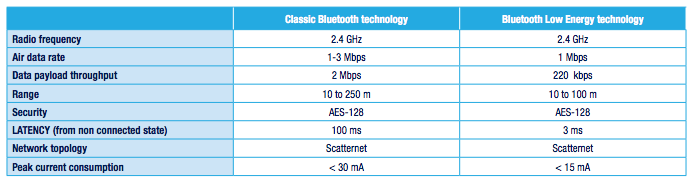 Classic Bluetooth technology Bluetooth Low Energy technology
Radio frequency 2.4 GHz 2.4 GHz
Air data rate 1-3 Mbps 1 Mbps
Data payload throughput 2 Mbps 220 kbps
Range 10 to 250 m 10 to 100 m
Security AES-128 AES-128
LATENCY (from non connected state) 100 ms 3 ms
Network topology Scatternet Scatternet
Peak current consumption < 30 mA < 15 mA